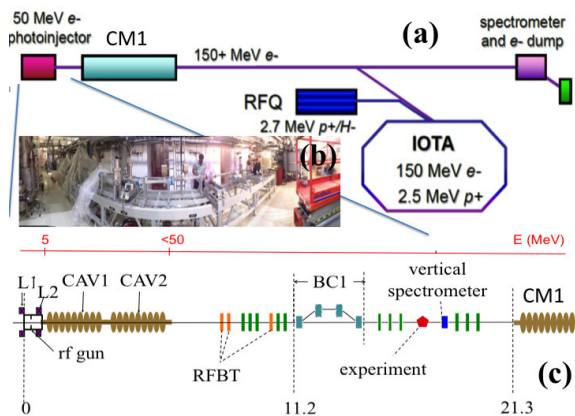 50 MeV e-
photoinjector
CM1
150+ MeV e-
(a)
spectrometer
and e- dump
RFQ
2.7 MeV p+/H-
(b)
IOTA
150 MeV e-
2.5 MeV p+
5
<50
E (MeV)
L1
L2
CAV1
CAV2
BC1
vertical
spectrometer
CM1
rf gun
RFBT
experiment
(c)
0
11.2
21.3